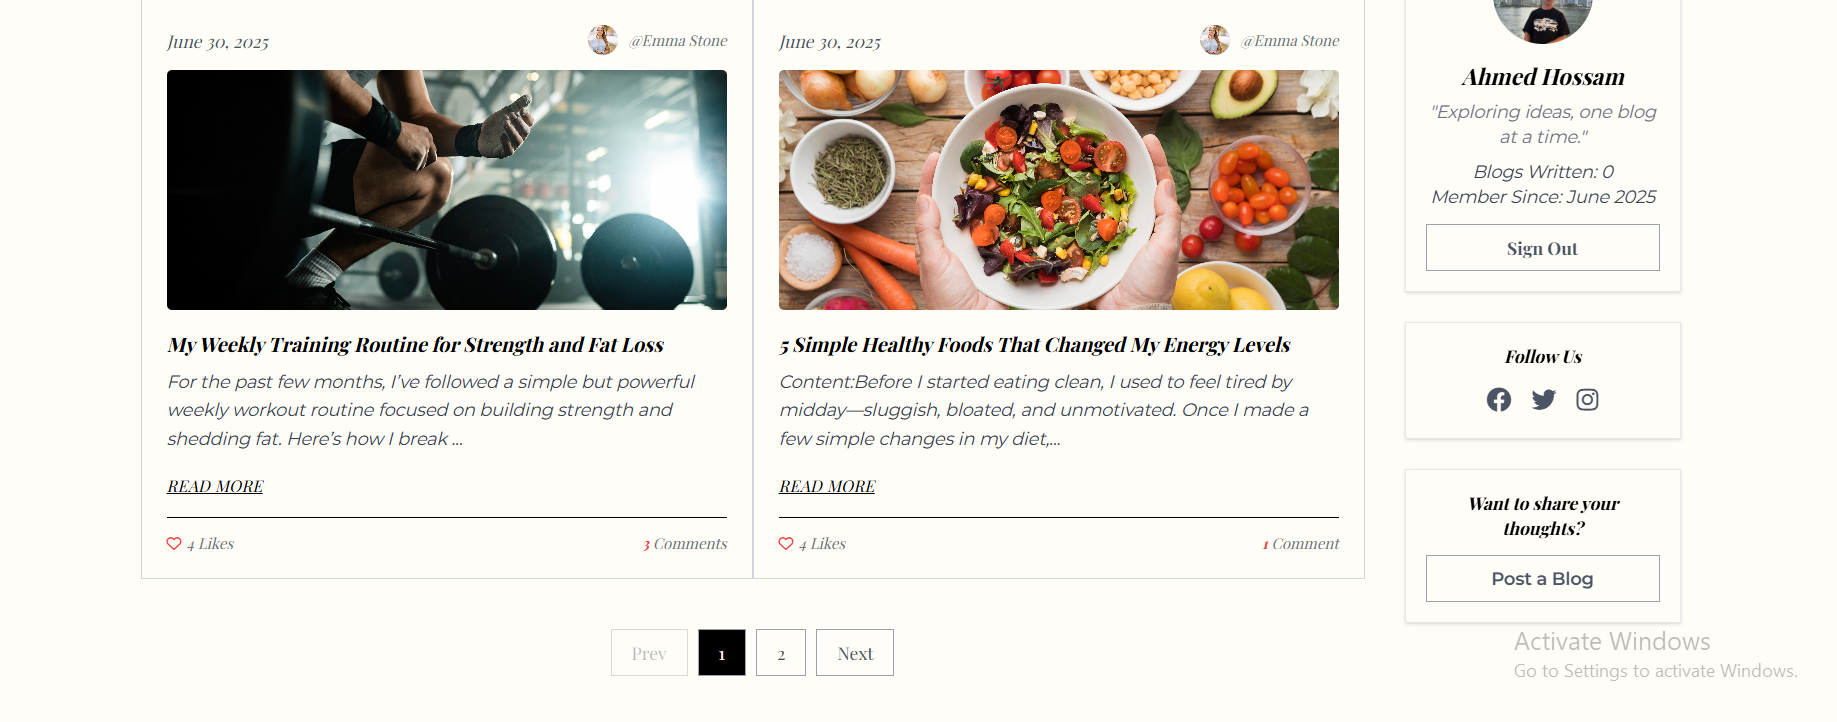 June 30, 2025
@Emma Stone
My Weekly Training Routine for Strength and Fat Loss
For the past few months, I’ve followed a simple but powerful
weekly workout routine focused on building strength and
shedding fat. Here’s how I break ...
READ MORE
4 Likes
3 Comments
June 30, 2025
@Emma Stone
5 Simple Healthy Foods That Changed My Energy Levels
Content:Before I started eating clean, I used to feel tired by
midday—sluggish, bloated, and unmotivated. Once I made a
few simple changes in my diet,...
READ MORE
4 Likes
1 Comment
Prev
1
2
Next
Ahmed Hossam
"Exploring ideas, one blog
at a time."
Blogs Written: 0
Member Since: June 2025
Sign Out
Follow Us
Want to share your
thoughts?
Post a Blog
Activate Windows
Go to Settings to activate Windows.